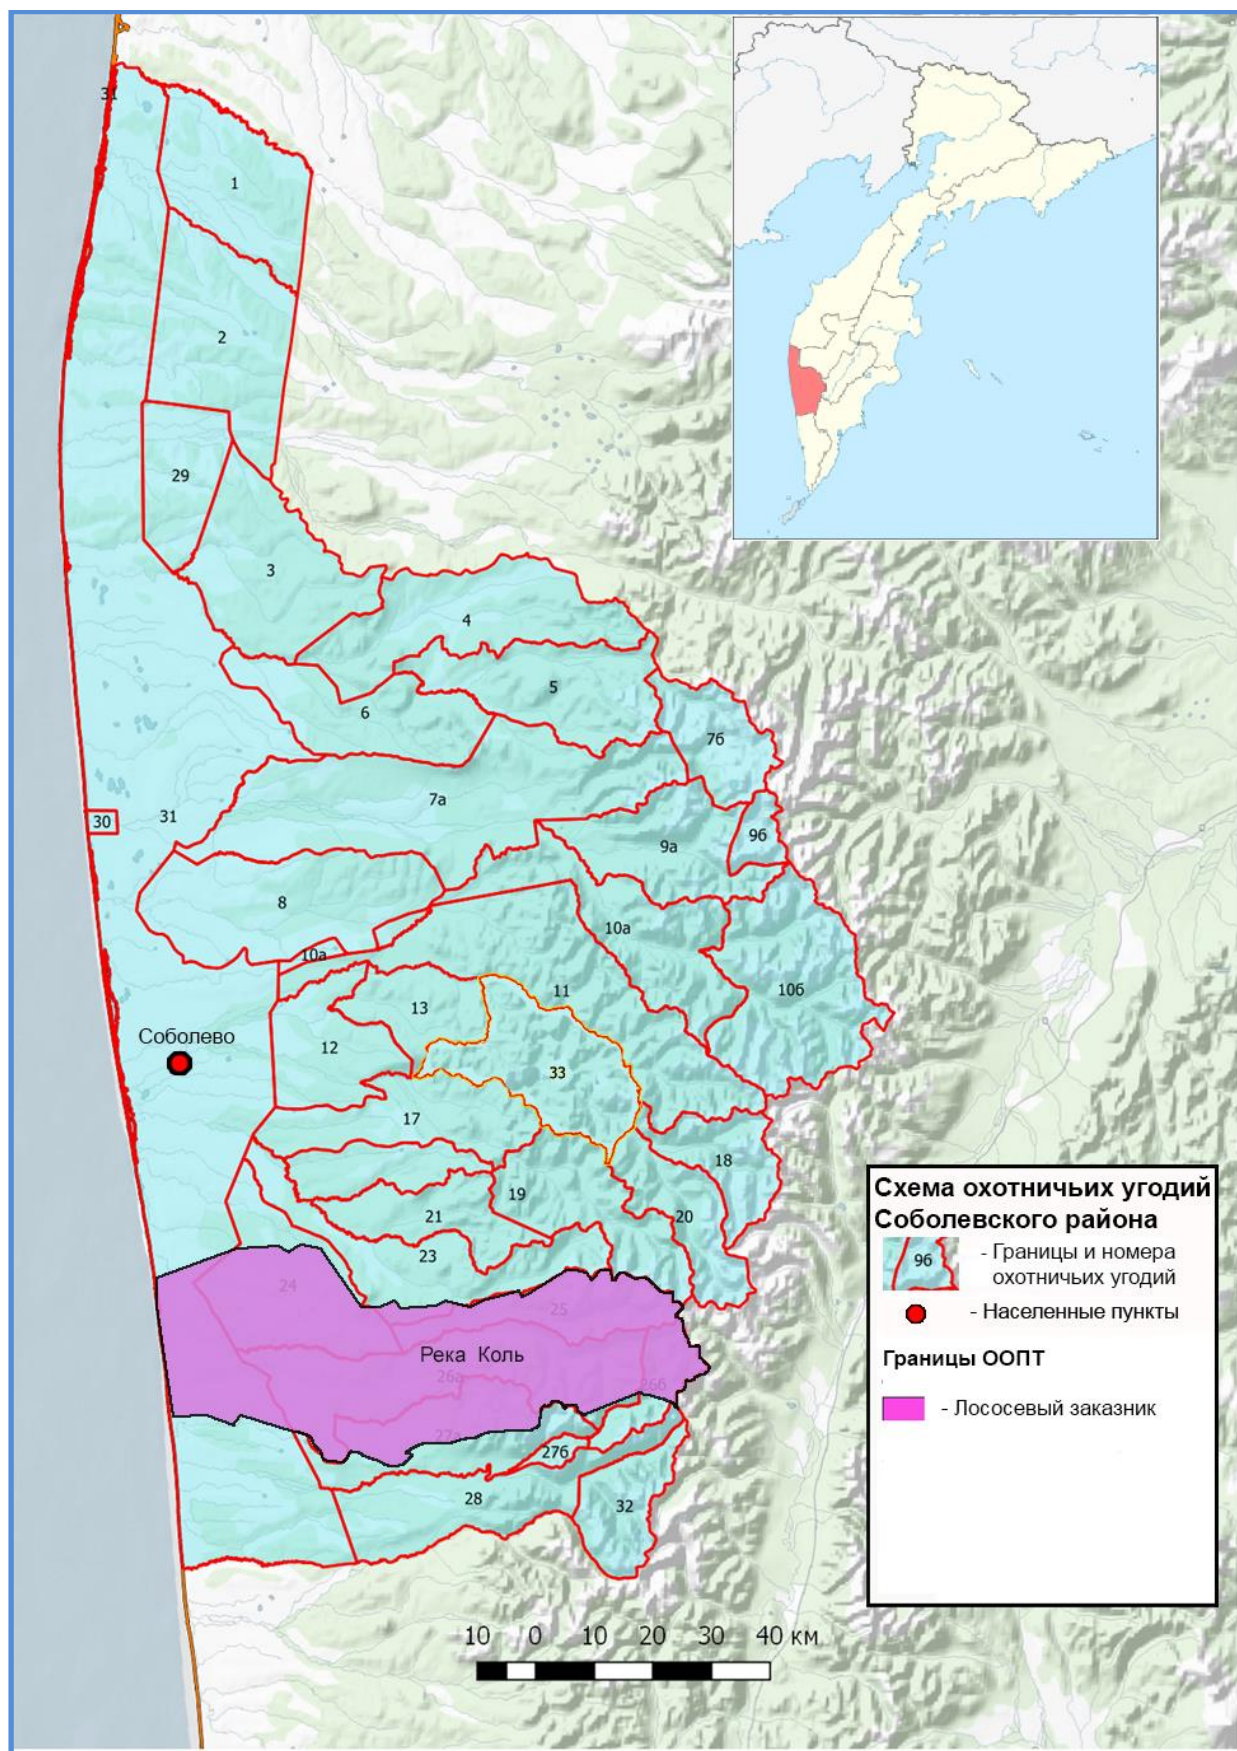 31
1
2
29
3
4
5
6
7б
7а
30
31
9б
9а
8
10а
10а
11
10б
13
Соболево
12
33
17
18
19
20
21
23
24
25
Река Коль
26а
26б
27а
27б
28
32
Схема охотничьих угодий
Соболевского района
9б
- Границы и номера
охотничьих угодий
- Населенные пункты
Границы ООПТ
- Лососевый заказник
10 0 10 20 30 40 км